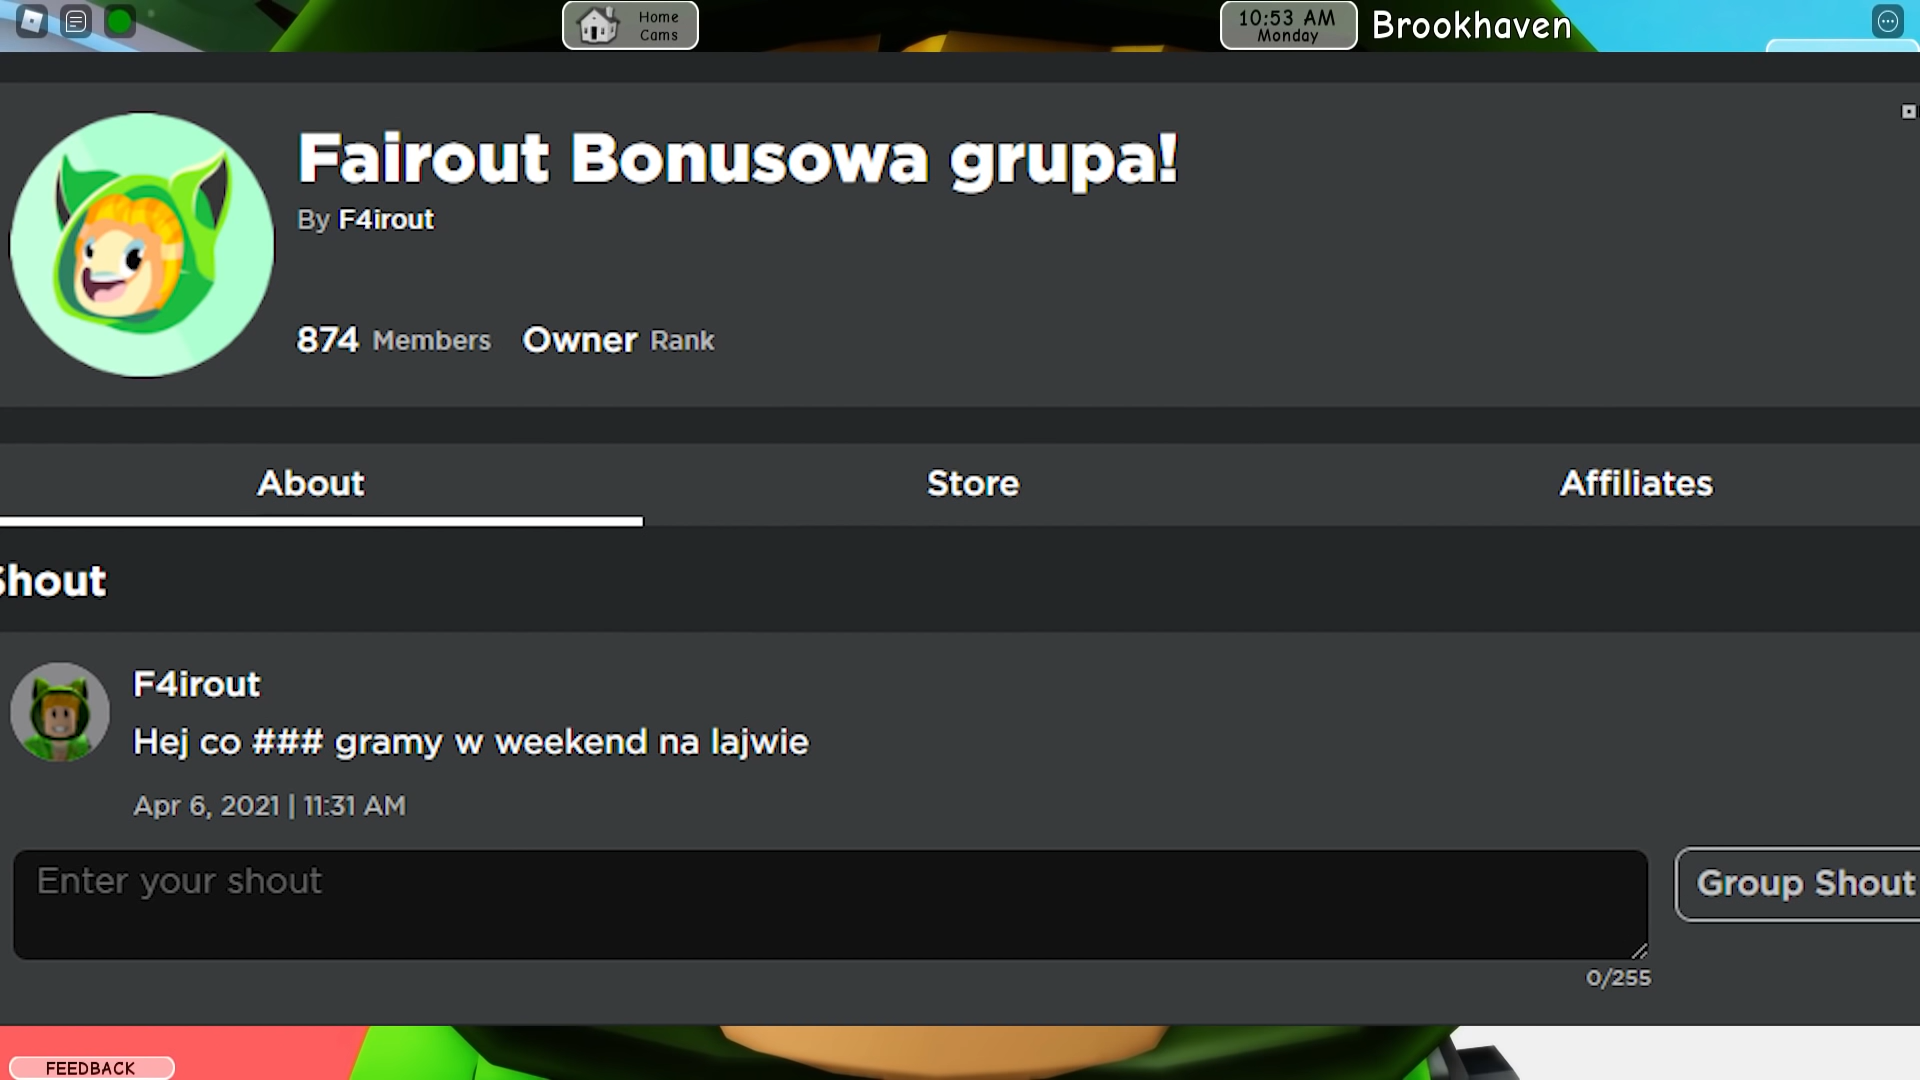 Home
Cams
10:53 AM
Monday
Brookhaven
Fairout Bonusowa grupa!
By F4irout
874 Members Owner Rank
About Store Affiliates
Shout
F4irout
Hej co ### gramy w weekend na lajwie
Apr 6, 2021 | 11:31 AM
Enter your shout
Group Shout
0/255
FEEDBACK